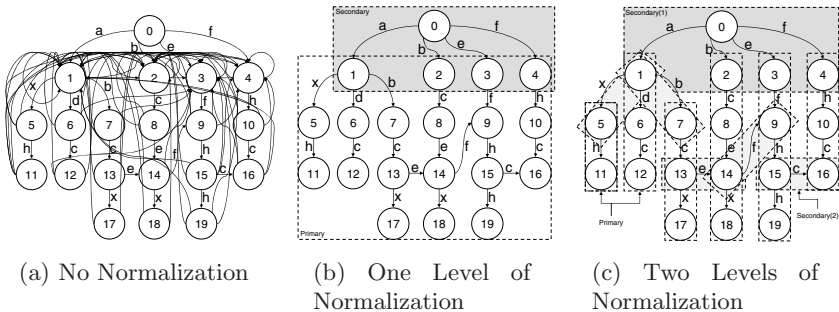 0
a
b
e
f
1
2
3
4
x
d
b
c
f
h
5
6
7
8
9
10
h
c
c
e
f
h
c
11
12
13
e
14
15
c
16
x
x
h
17
18
19
(a) No Normalization
Secondary
0
a
b
e
f
1
2
3
4
x
d
b
c
f
h
5
6
7
8
9
10
h
c
c
e
f
h
c
11
12
13
e
14
15
c
16
x
x
h
17
18
19
Primary
(b) One Level of
Normalization
Secondary(1)
0
a
b
e
f
1
2
3
4
x
d
b
c
f
h
5
6
7
8
9
10
h
c
c
e
f
h
c
11
12
13
e
14
15
c
16
Primary
x
x
h
Secondary(2)
17
18
19
(c) Two Levels of
Normalization